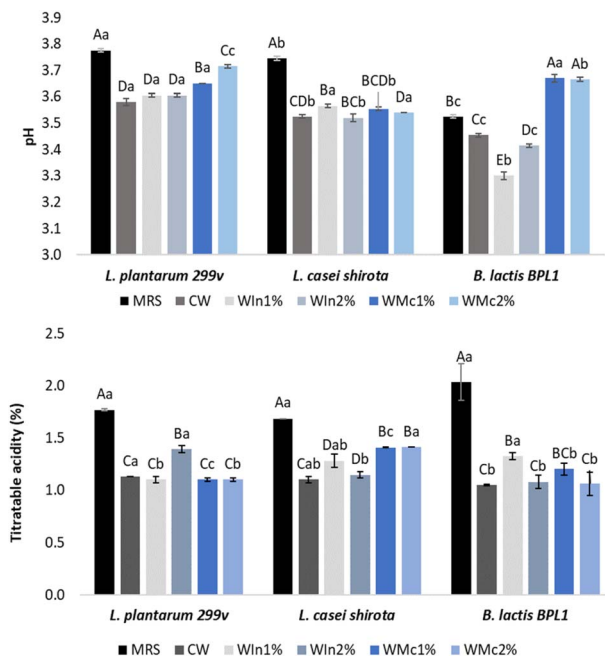 3.9
3.8
3.7
3.6
3.5
3.4
3.3
3.2
3.1
3.0
pH
Aa Da Da Da Ba Cc
Ab CDb Ba BCb BCDb Da
Bc Cc Eb Dc Aa Ab
L. plantarum 299v L. casei shirota B. lactis BPL1
MRS CW WIn1% WIn2% WMc1% WMc2%
2.5
2.0
1.5
1.0
0.5
0.0
Titratable acidity (%)
Aa Ca Cb Ba Cc Cb
Aa Cab Dab Db Bc Ba
Aa Cb Ba Cb BCb Cb
L. plantarum 299v L. casei shirota B. lactis BPL1
MRS CW WIn1% WIn2% WMc1% WMc2%